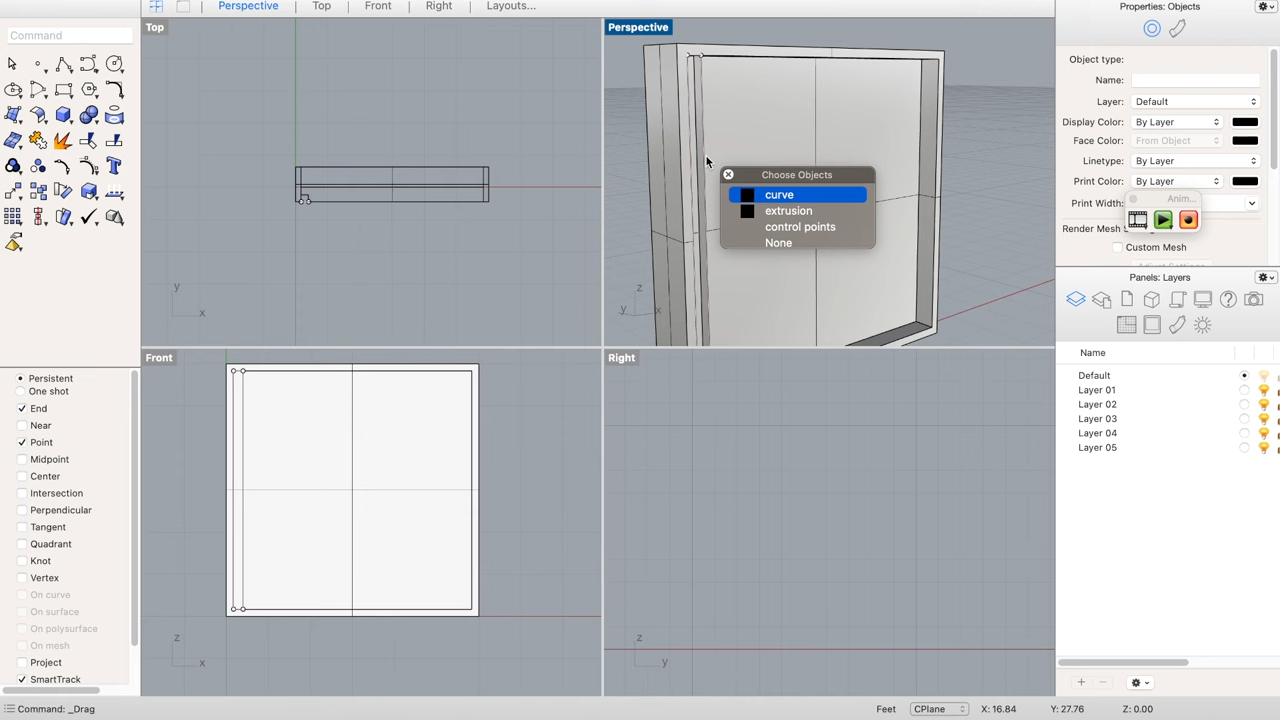 Perspective
Top
Front
Right
Layouts...
Properties: Objects
Command
Top
Perspective
Object type:
Name:
Layer:
Default
Display Color:
By Layer
Face Color:
From Object
Linetype:
By Layer
Print Color:
By Layer
Anim...
Print Width:
Choose Objects
curve
extrusion
control points
None
Custom Mesh
Panels: Layers
y
x
z
y
x
Front
Right
Name
Default
Layer 01
Layer 02
Layer 03
Layer 04
Layer 05
Persistent
One shot
End
Near
Point
Midpoint
Center
Intersection
Perpendicular
Tangent
Quadrant
Knot
Vertex
On curve
On surface
On polysurface
On mesh
Project
SmartTrack
z
x
z
y
Command: _Drag
Feet
CPlane
X: 16.84
Y: 27.76
Z: 0.00